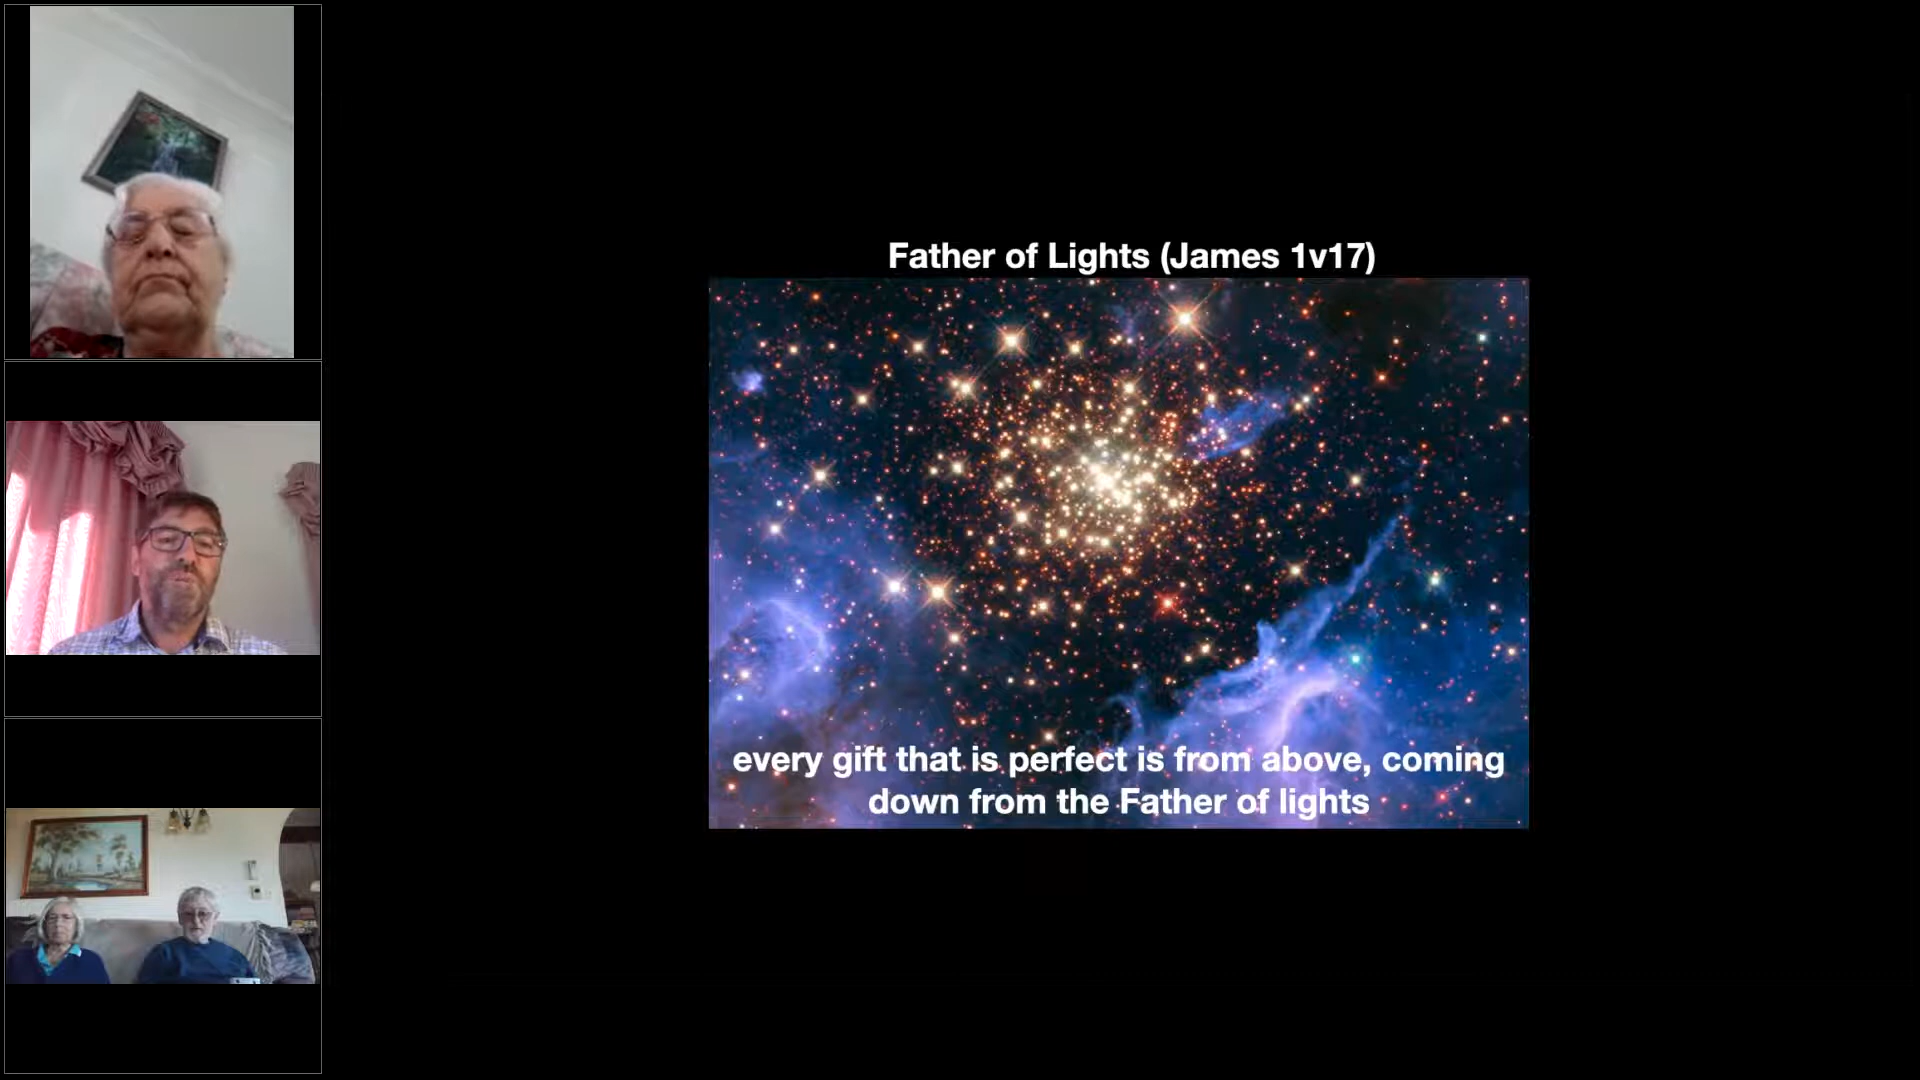 Father of Lights (James 1v17)
every gift that is perfect is from above, coming
down from the Father of lights